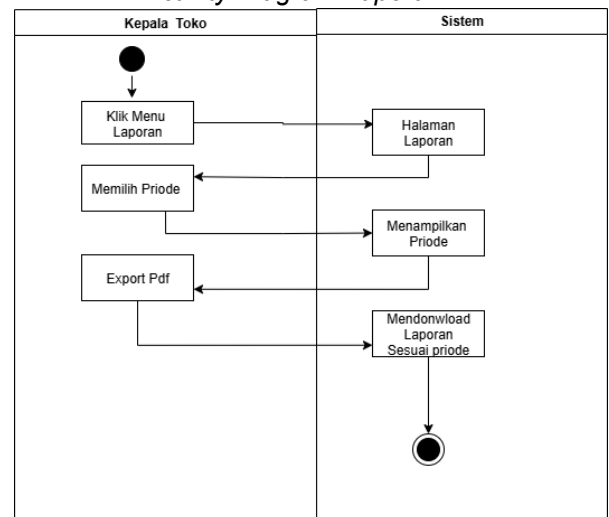 Kepala Toko
Sistem
Klik Menu
Laporan
Halaman
Laporan
Memilih Priode
Menampilkan
Priode
Export Pdf
Mendonwload
Laporan
Sesuai priode